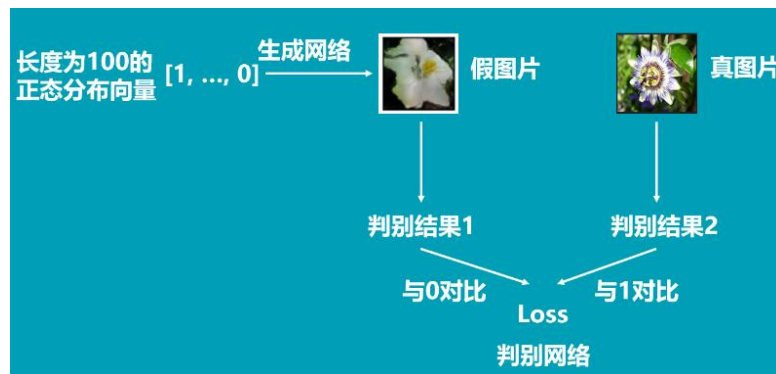 长度为100的
正态分布向量
[1, ..., 0]
生成网络
假图片
真图片
判别结果1
判别结果2
与0对比
与1对比
Loss
判别网络